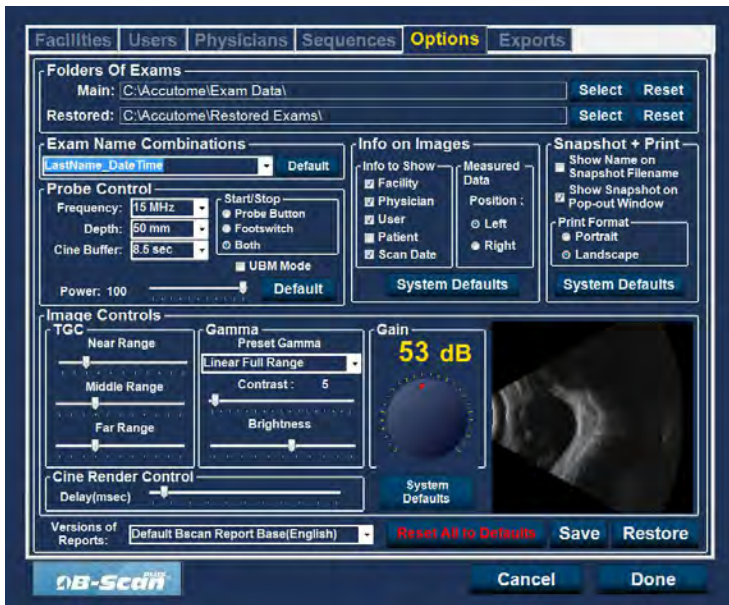 Facilities Users Physicians Sequences Options Exports
Folders Of Exams
Main: C:\Accutome\Exam Data\ Select Reset
Restored: C:\Accutome\Restored Exams\ Select Reset
Exam Name Combinations
LastName_DateTime Default
Probe Control
Frequency: 15 MHz
Depth: 50 mm
Cine Buffer: 8.5 sec
Start/Stop
Probe Button
Footswitch
Both
UBM Mode
Power: 100 Default
Info on Images
Info to Show
Facility
Physician
User
Patient
Scan Date
Measured
Data
Position :
Left
Right
System Defaults
Snapshot + Print
Show Name on
Snapshot Filename
Show Snapshot on
Pop-out Window
Print Format
Portrait
Landscape
System Defaults
Image Controls
TGC
Near Range
Middle Range
Far Range
Gamma
Preset Gamma
Linear Full Range
Contrast : 5
Brightness
Gain
53 dB
System
Defaults
Cine Render Control
Delay(msec)
Versions of
Reports: Default Bscan Report Base(English) Reset All to Defaults Save Restore
B-Scan plus Cancel Done